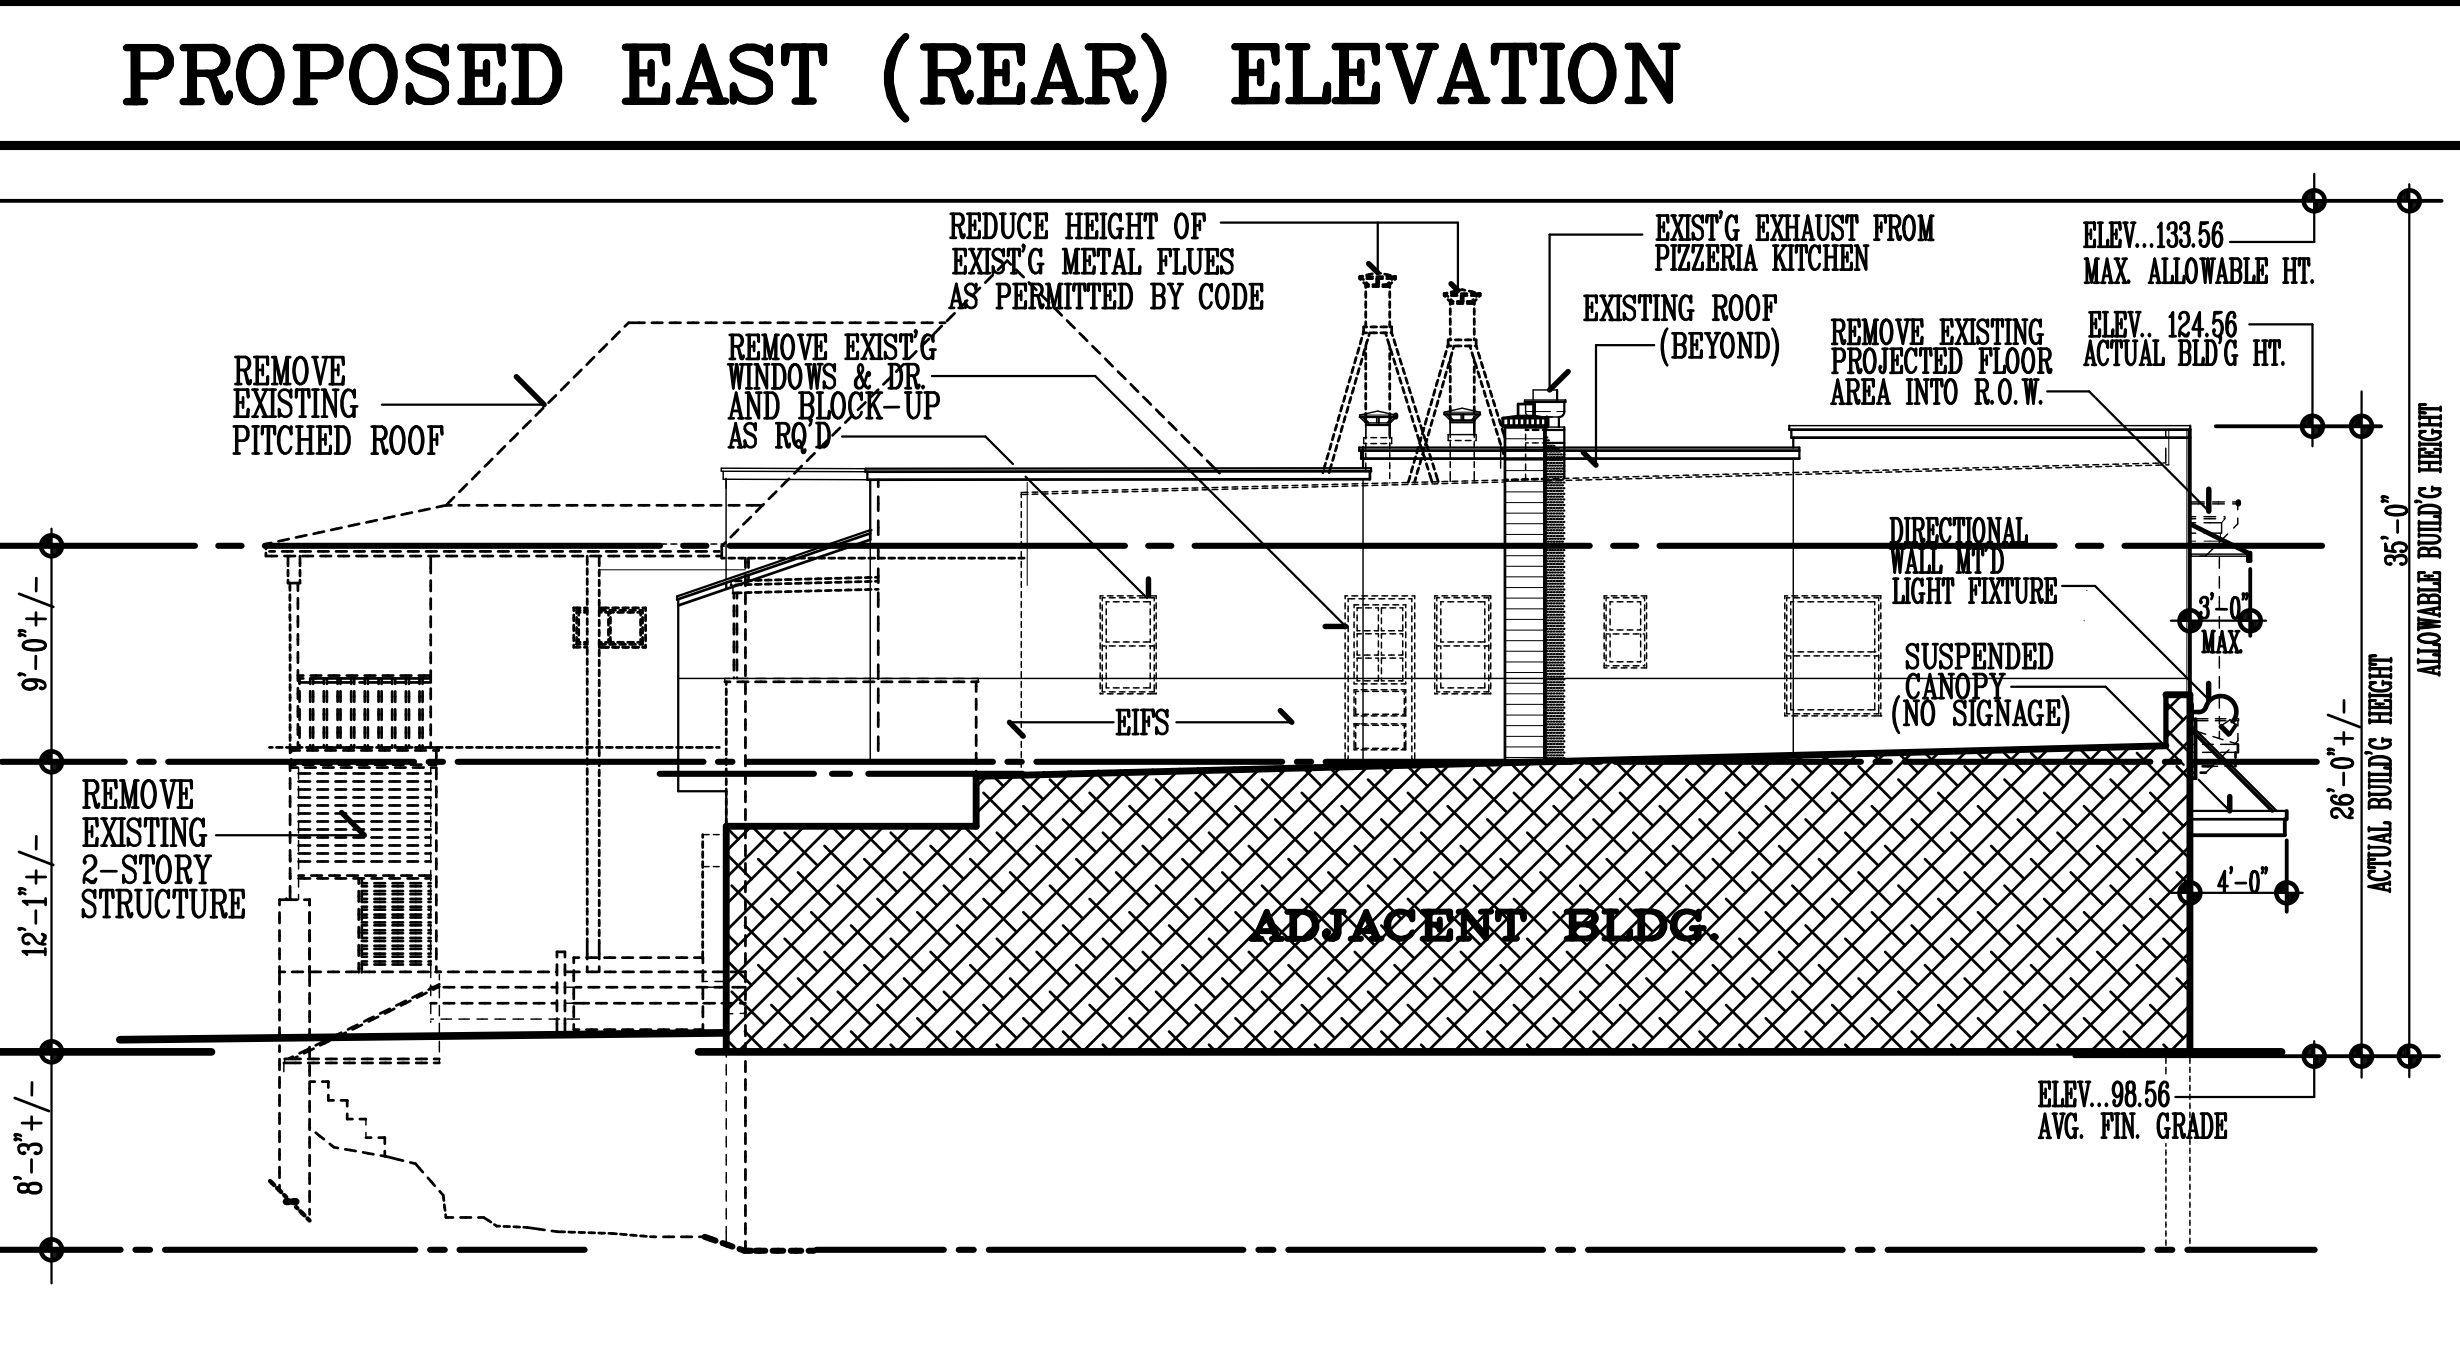 PROPOSED EAST (REAR) ELEVATION
REDUCE HEIGHT OF
EXIST'G METAL FLUES
AS PERMITTED BY CODE
EXIST'G EXHAUST FROM
PIZZERIA KITCHEN
EXISTING ROOF
(BEYOND)
ELEV...133.56
MAX. ALLOWABLE HT.
ELEV.. 124.56
ACTUAL BLD'G HT.
REMOVE EXISTING
PROJECTED FLOOR
AREA INTO R.O.W.
REMOVE EXIST'G
WINDOWS & DR.
AND BLOCK-UP
AS RQ'D
REMOVE
EXISTING
PITCHED ROOF
DIRECTIONAL
WALL MT'D
LIGHT FIXTURE
3'-0"
MAX.
SUSPENDED
CANOPY
(NO SIGNAGE)
EIFS
35'-0"
ALLOWABLE BUILD'G HEIGHT
26'-0"+/-
ACTUAL BUILD'G HEIGHT
9'-0"+/-
REMOVE
EXISTING
2-STORY
STRUCTURE
12'-1"+/-
4'-0"
ADJACENT BLDG.
8'-3"+/-
ELEV...98.56
AVG. FIN. GRADE